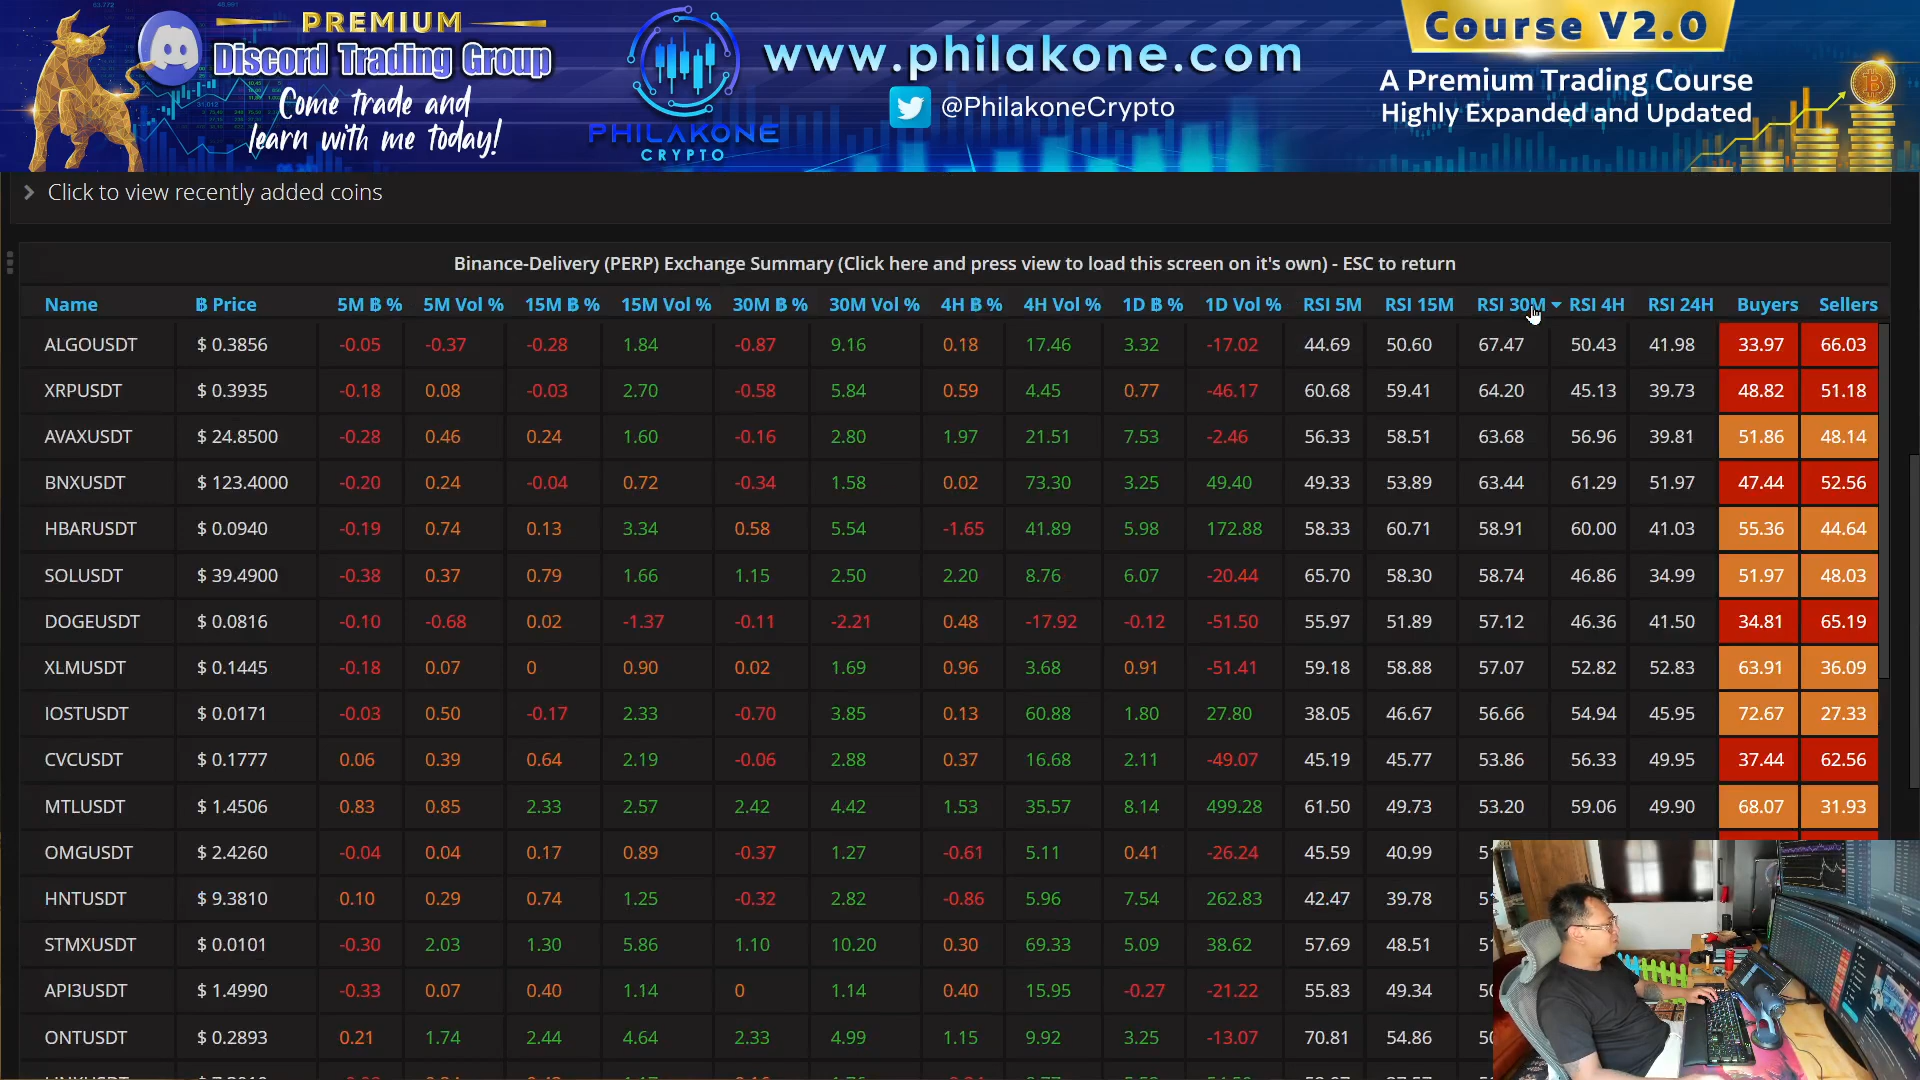 PREMIUM
Discord Trading Group
Come trade and
learn with me today!
PHILAKONE
CRYPTO
www.philakone.com
@PhilakoneCrypto
Course V2.0
A Premium Trading Course
Highly Expanded and Updated
Click to view recently added coins
Binance-Delivery (PERP) Exchange Summary (Click here and press view to load this screen on it's own) - ESC to return
Name ฿ Price 5M ฿ % 5M Vol % 15M ฿ % 15M Vol % 30M ฿ % 30M Vol % 4H ฿ % 4H Vol % 1D ฿ % 1D Vol % RSI 5M RSI 15M RSI 30M RSI 4H RSI 24H Buyers Sellers
ALGOUSDT $ 0.3856 -0.05 -0.37 -0.28 1.84 -0.87 9.16 0.18 17.46 3.32 -17.02 44.69 50.60 67.47 50.43 41.98 33.97 66.03
XRPUSDT $ 0.3935 -0.18 0.08 -0.03 2.70 -0.58 5.84 0.59 4.45 0.77 -46.17 60.68 59.41 64.20 45.13 39.73 48.82 51.18
AVAXUSDT $ 24.8500 -0.28 0.46 0.24 1.60 -0.16 2.80 1.97 21.51 7.53 -2.46 56.33 58.51 63.68 56.96 39.81 51.86 48.14
BNXUSDT $ 123.4000 -0.20 0.24 -0.04 0.72 -0.34 1.58 0.02 73.30 3.25 49.40 49.33 53.89 63.44 61.29 51.97 47.44 52.56
HBARUSDT $ 0.0940 -0.19 0.74 0.13 3.34 0.58 5.54 -1.65 41.89 5.98 172.88 58.33 60.71 58.91 60.00 41.03 55.36 44.64
SOLUSDT $ 39.4900 -0.38 0.37 0.79 1.66 1.15 2.50 2.20 8.76 6.07 -20.44 65.70 58.30 58.74 46.86 34.99 51.97 48.03
DOGEUSDT $ 0.0816 -0.10 -0.68 0.02 -1.37 -0.11 -2.21 0.48 -17.92 -0.12 -51.50 55.97 51.89 57.12 46.36 41.50 34.81 65.19
XLMUSDT $ 0.1445 -0.18 0.07 0 0.90 0.02 1.69 0.96 3.68 0.91 -51.41 59.18 58.88 57.07 52.82 52.83 63.91 36.09
IOSTUSDT $ 0.0171 -0.03 0.50 -0.17 2.33 -0.70 3.85 0.13 60.88 1.80 27.80 38.05 46.67 56.66 54.94 45.95 72.67 27.33
CVCUSDT $ 0.1777 0.06 0.39 0.64 2.19 -0.06 2.88 0.37 16.68 2.11 -49.07 45.19 45.77 53.86 56.33 49.95 37.44 62.56
MTLUSDT $ 1.4506 0.83 0.85 2.33 2.57 2.42 4.42 1.53 35.57 8.14 499.28 61.50 49.73 53.20 59.06 49.90 68.07 31.93
OMGUSDT $ 2.4260 -0.04 0.04 0.17 0.89 -0.37 1.27 -0.61 5.11 0.41 -26.24 45.59 40.99
HNTUSDT $ 9.3810 0.10 0.29 0.74 1.25 -0.32 2.82 -0.86 5.96 7.54 262.83 42.47 39.78
STMXUSDT $ 0.0101 -0.30 2.03 1.30 5.86 1.10 10.20 0.30 69.33 5.09 38.62 57.69 48.51
API3USDT $ 1.4990 -0.33 0.07 0.40 1.14 0 1.14 0.40 15.95 -0.27 -21.22 55.83 49.34
ONTUSDT $ 0.2893 0.21 1.74 2.44 4.64 2.33 4.99 1.15 9.92 3.25 -13.07 70.81 54.86